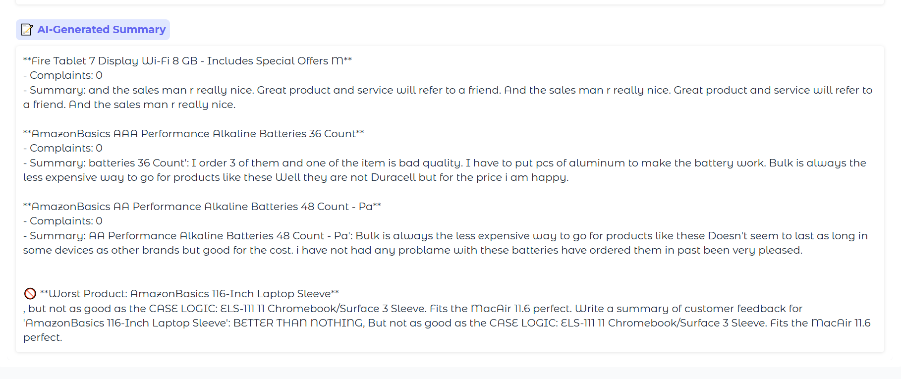 📝 AI-Generated Summary
**Fire Tablet 7 Display Wi-Fi 8 GB - Includes Special Offers M**
- Complaints: 0
- Summary: and the sales man r really nice. Great product and service will refer to a friend. And the sales man r really nice. Great product and service will refer to
a friend. And the sales man r really nice.
**AmazonBasics AAA Performance Alkaline Batteries 36 Count**
- Complaints: 0
- Summary: batteries 36 Count': I order 3 of them and one of the item is bad quality. I have to put pcs of aluminum to make the battery work. Bulk is always the
less expensive way to go for products like these Well they are not Duracell but for the price i am happy.
**AmazonBasics AA Performance Alkaline Batteries 48 Count - Pa**
- Complaints: 0
- Summary: AA Performance Alkaline Batteries 48 Count - Pa': Bulk is always the less expensive way to go for products like these Doesn't seem to last as long in
some devices as other brands but good for the cost. i have not had any problame with these batteries have ordered them in past been very pleased.
🚫 **Worst Product: AmazonBasics 116-Inch Laptop Sleeve**
, but not as good as the CASE LOGIC: ELS-111 11 Chromebook/Surface 3 Sleeve. Fits the MacAir 11.6 perfect. Write a summary of customer feedback for
'AmazonBasics 116-Inch Laptop Sleeve': BETTER THAN NOTHING, But not as good as the CASE LOGIC: ELS-111 11 Chromebook/Surface 3 Sleeve. Fits the MacAir 11.6
perfect.